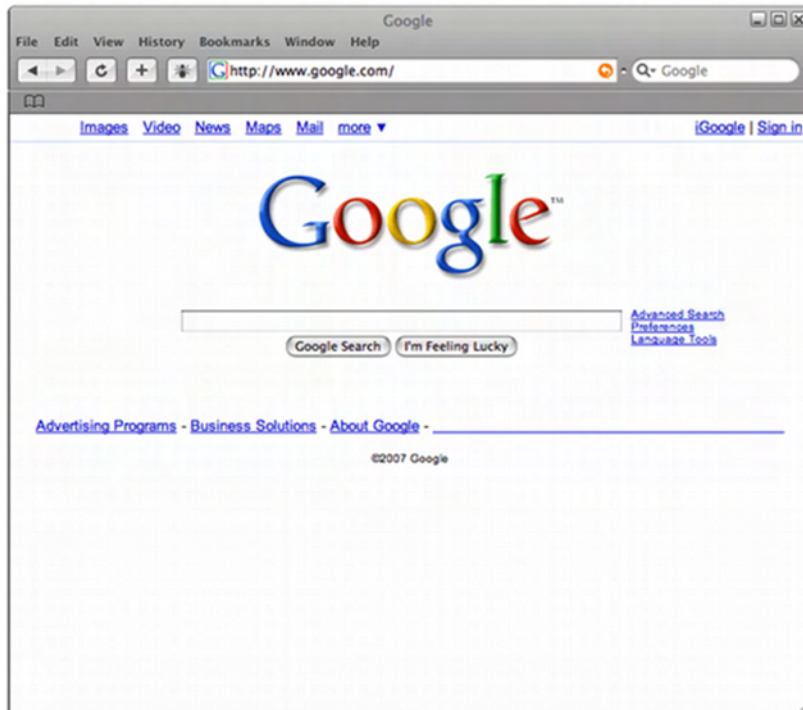 Google
File Edit View History Bookmarks Window Help
http://www.google.com/ Google
Images Video News Maps Mail more ▼ iGoogle | Sign in
Google™
Advanced Search
Preferences
Language Tools
Google Search I'm Feeling Lucky
Advertising Programs - Business Solutions - About Google -
©2007 Google